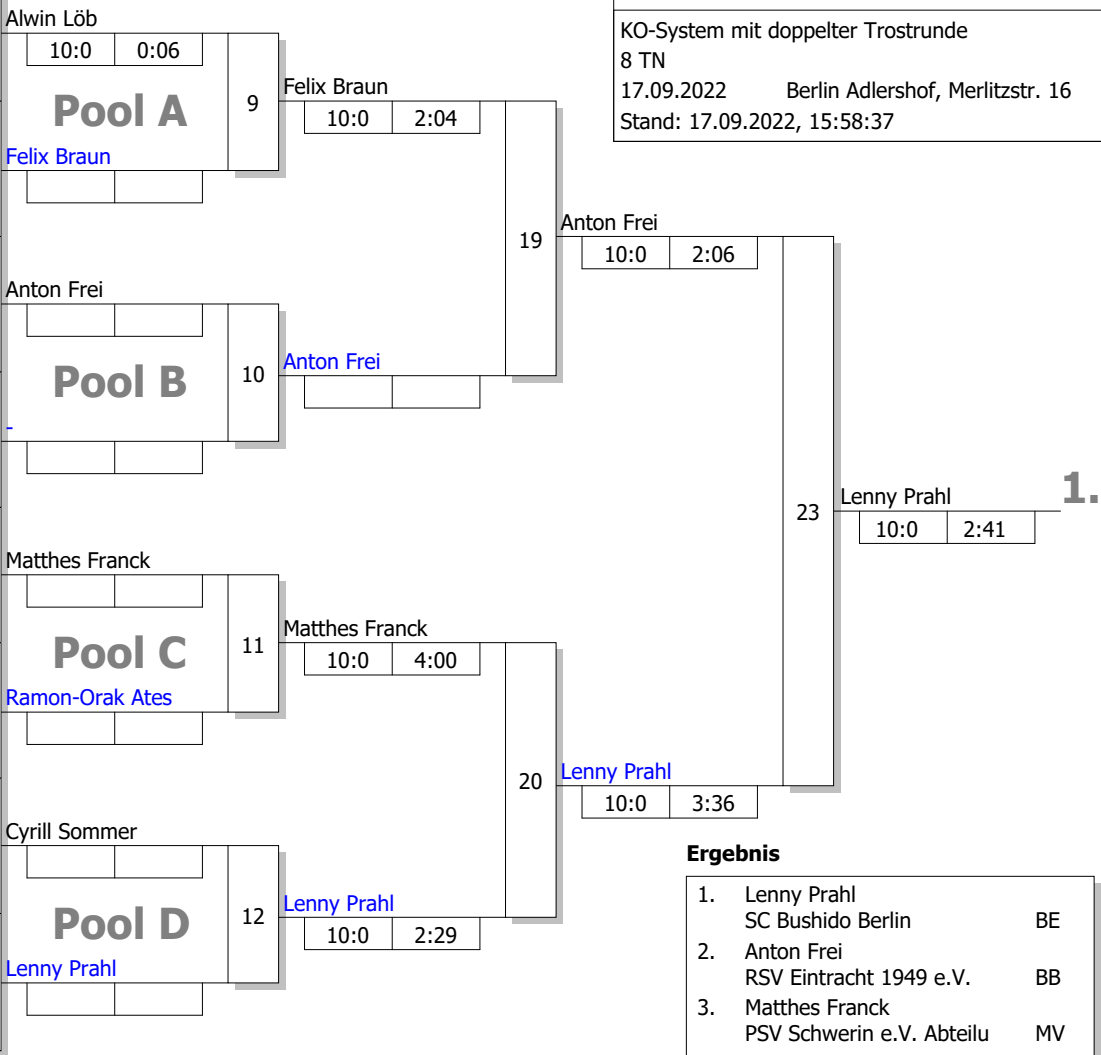 KO-System mit doppelter Trostrunde
8 TN
17.09.2022 Berlin Adlershof, Merlitzstr. 16
Stand: 17.09.2022, 15:58:37
Alwin Löb
10:0 0:06
Pool A
9
Felix Braun
Felix Braun
10:0 2:04
19
Anton Frei
10:0 2:06
Anton Frei
Pool B
10
-
Anton Frei
23
Lenny Prahl
1.
10:0 2:41
Matthes Franck
Pool C
11
Ramon-Orak Ates
Matthes Franck
10:0 4:00
20
Lenny Prahl
10:0 3:36
Cyrill Sommer
Pool D
12
Lenny Prahl
Lenny Prahl
10:0 2:29
Ergebnis
1. Lenny Prahl
SC Bushido Berlin BE
2. Anton Frei
RSV Eintracht 1949 e.V. BB
3. Matthes Franck
PSV Schwerin e.V. Abteilu MV